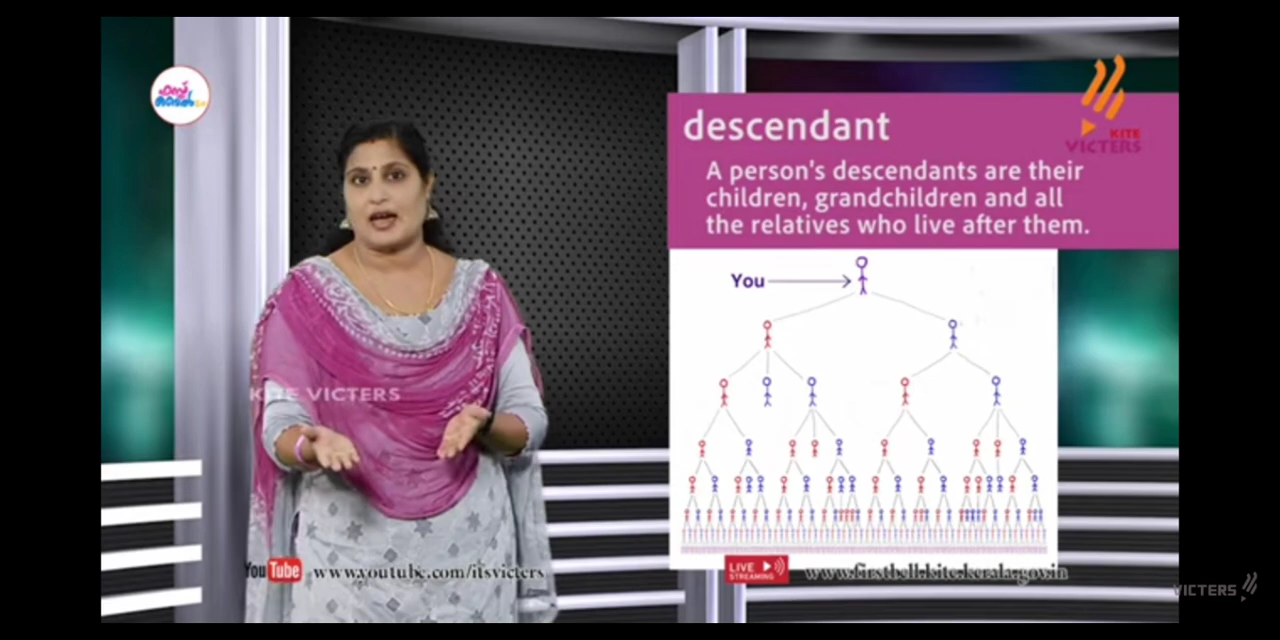 descendant
A person's descendants are their
children, grandchildren and all
the relatives who live after them.
You
KITE
VICTERS
KITE VICTERS
YouTube www.youtube.com/itsvicters
LIVE
STREAMING
www.firstbell.kite.kerala.gov.in
VICTERS